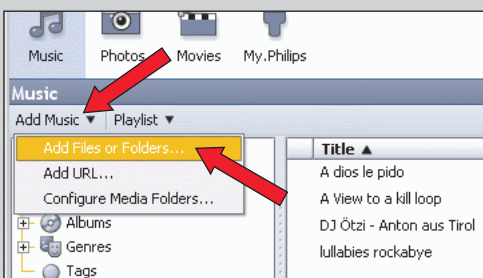 Music Photos Movies My.Philips
Music
Add Music ▼ Playlist ▼
Add Files or Folders...
Add URL...
Configure Media Folders...
Albums
Genres
Tags
Title ▲
A dios le pido
A View to a kill loop
DJ Ötzi - Anton aus Tirol
lullabies rockabye